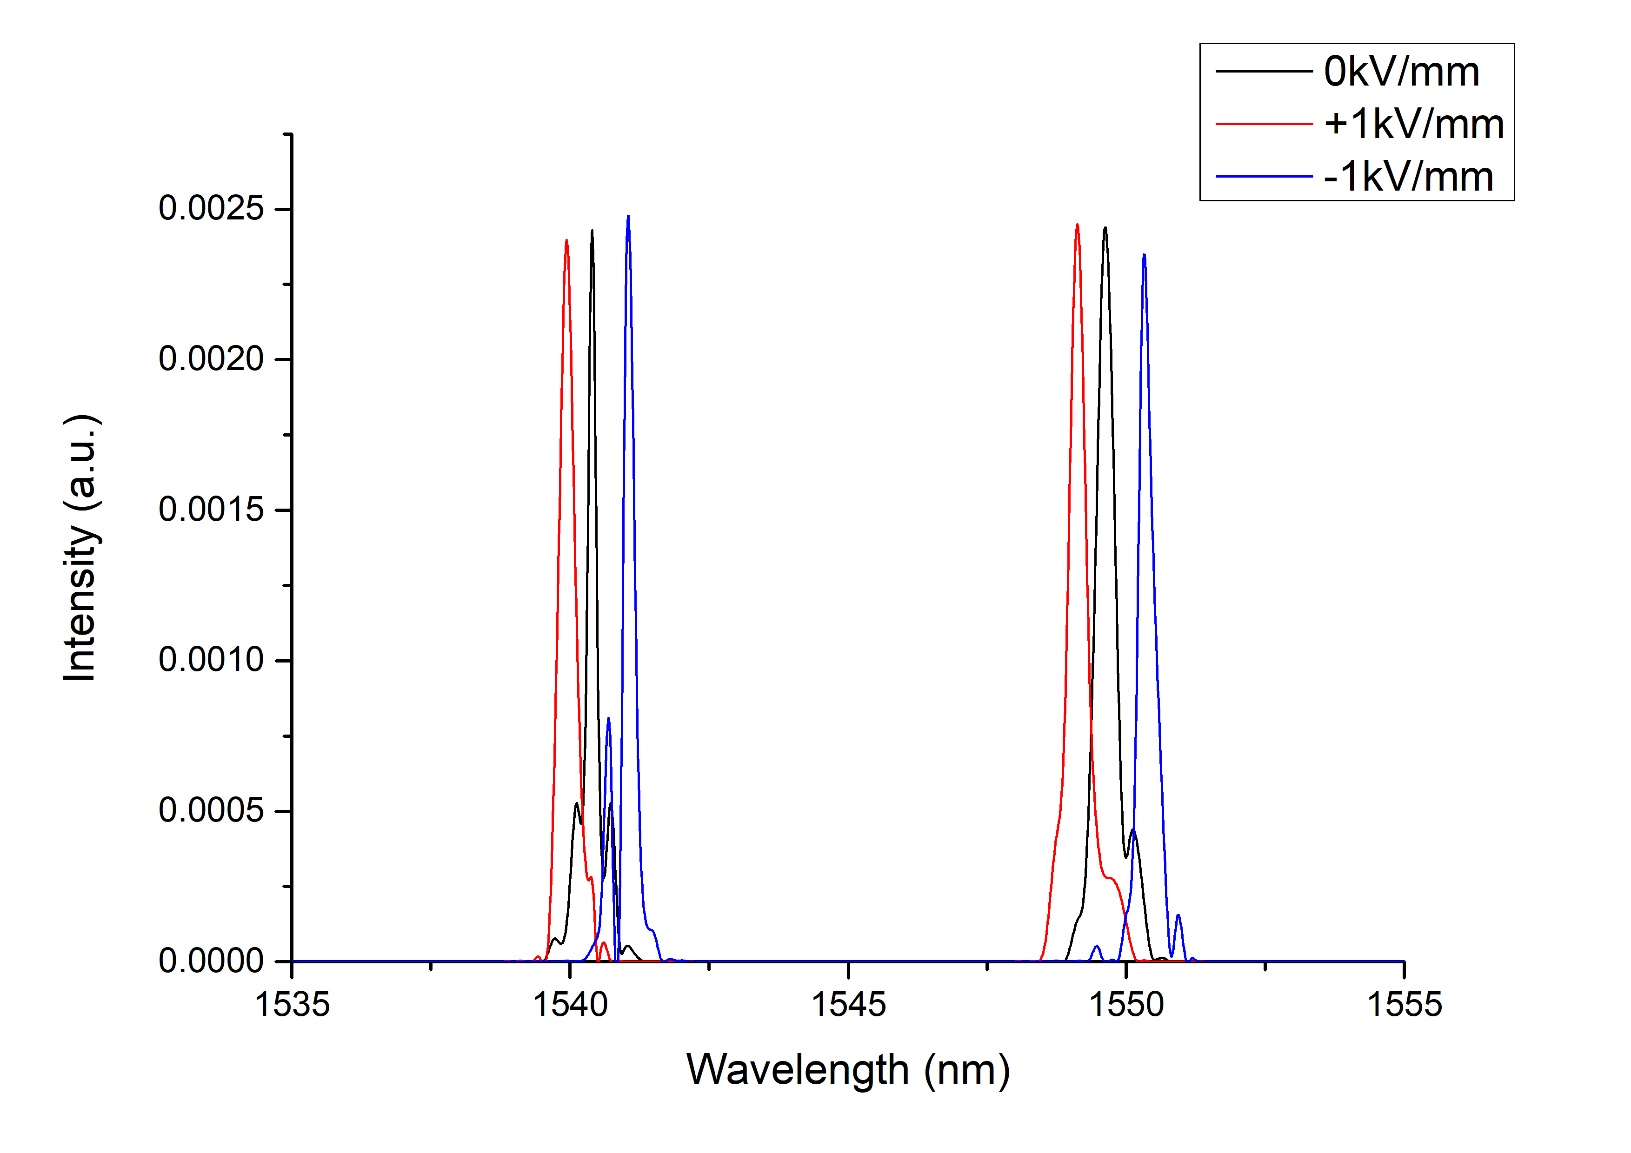 0kV/mm
+1kV/mm
-1kV/mm
0.0025
0.0020
0.0015
0.0010
0.0005
0.0000
Intensity (a.u.)
1535 1540 1545 1550 1555
Wavelength (nm)